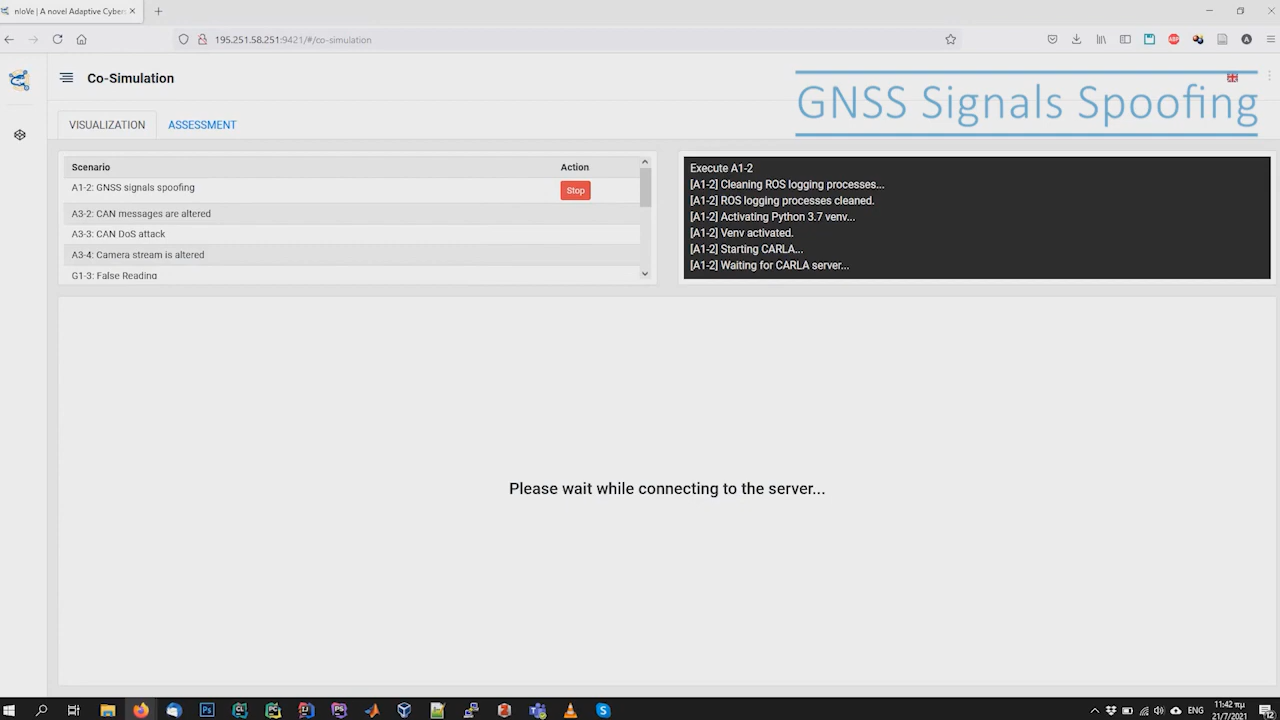 nIoVe | A novel Adaptive Cyber
195.251.58.251:9421/#/co-simulation
ABP
A
Co-Simulation
GNSS Signals Spoofing
VISUALIZATION
ASSESSMENT
Scenario Action
A1-2: GNSS signals spoofing Stop
A3-2: CAN messages are altered
A3-3: CAN DoS attack
A3-4: Camera stream is altered
G1-3: False Reading
Execute A1-2
[A1-2] Cleaning ROS logging processes...
[A1-2] ROS logging processes cleaned.
[A1-2] Activating Python 3.7 venv...
[A1-2] Venv activated.
[A1-2] Starting CARLA...
[A1-2] Waiting for CARLA server...
Please wait while connecting to the server...
Ps
ENG
11:42 πμ
21/7/2021